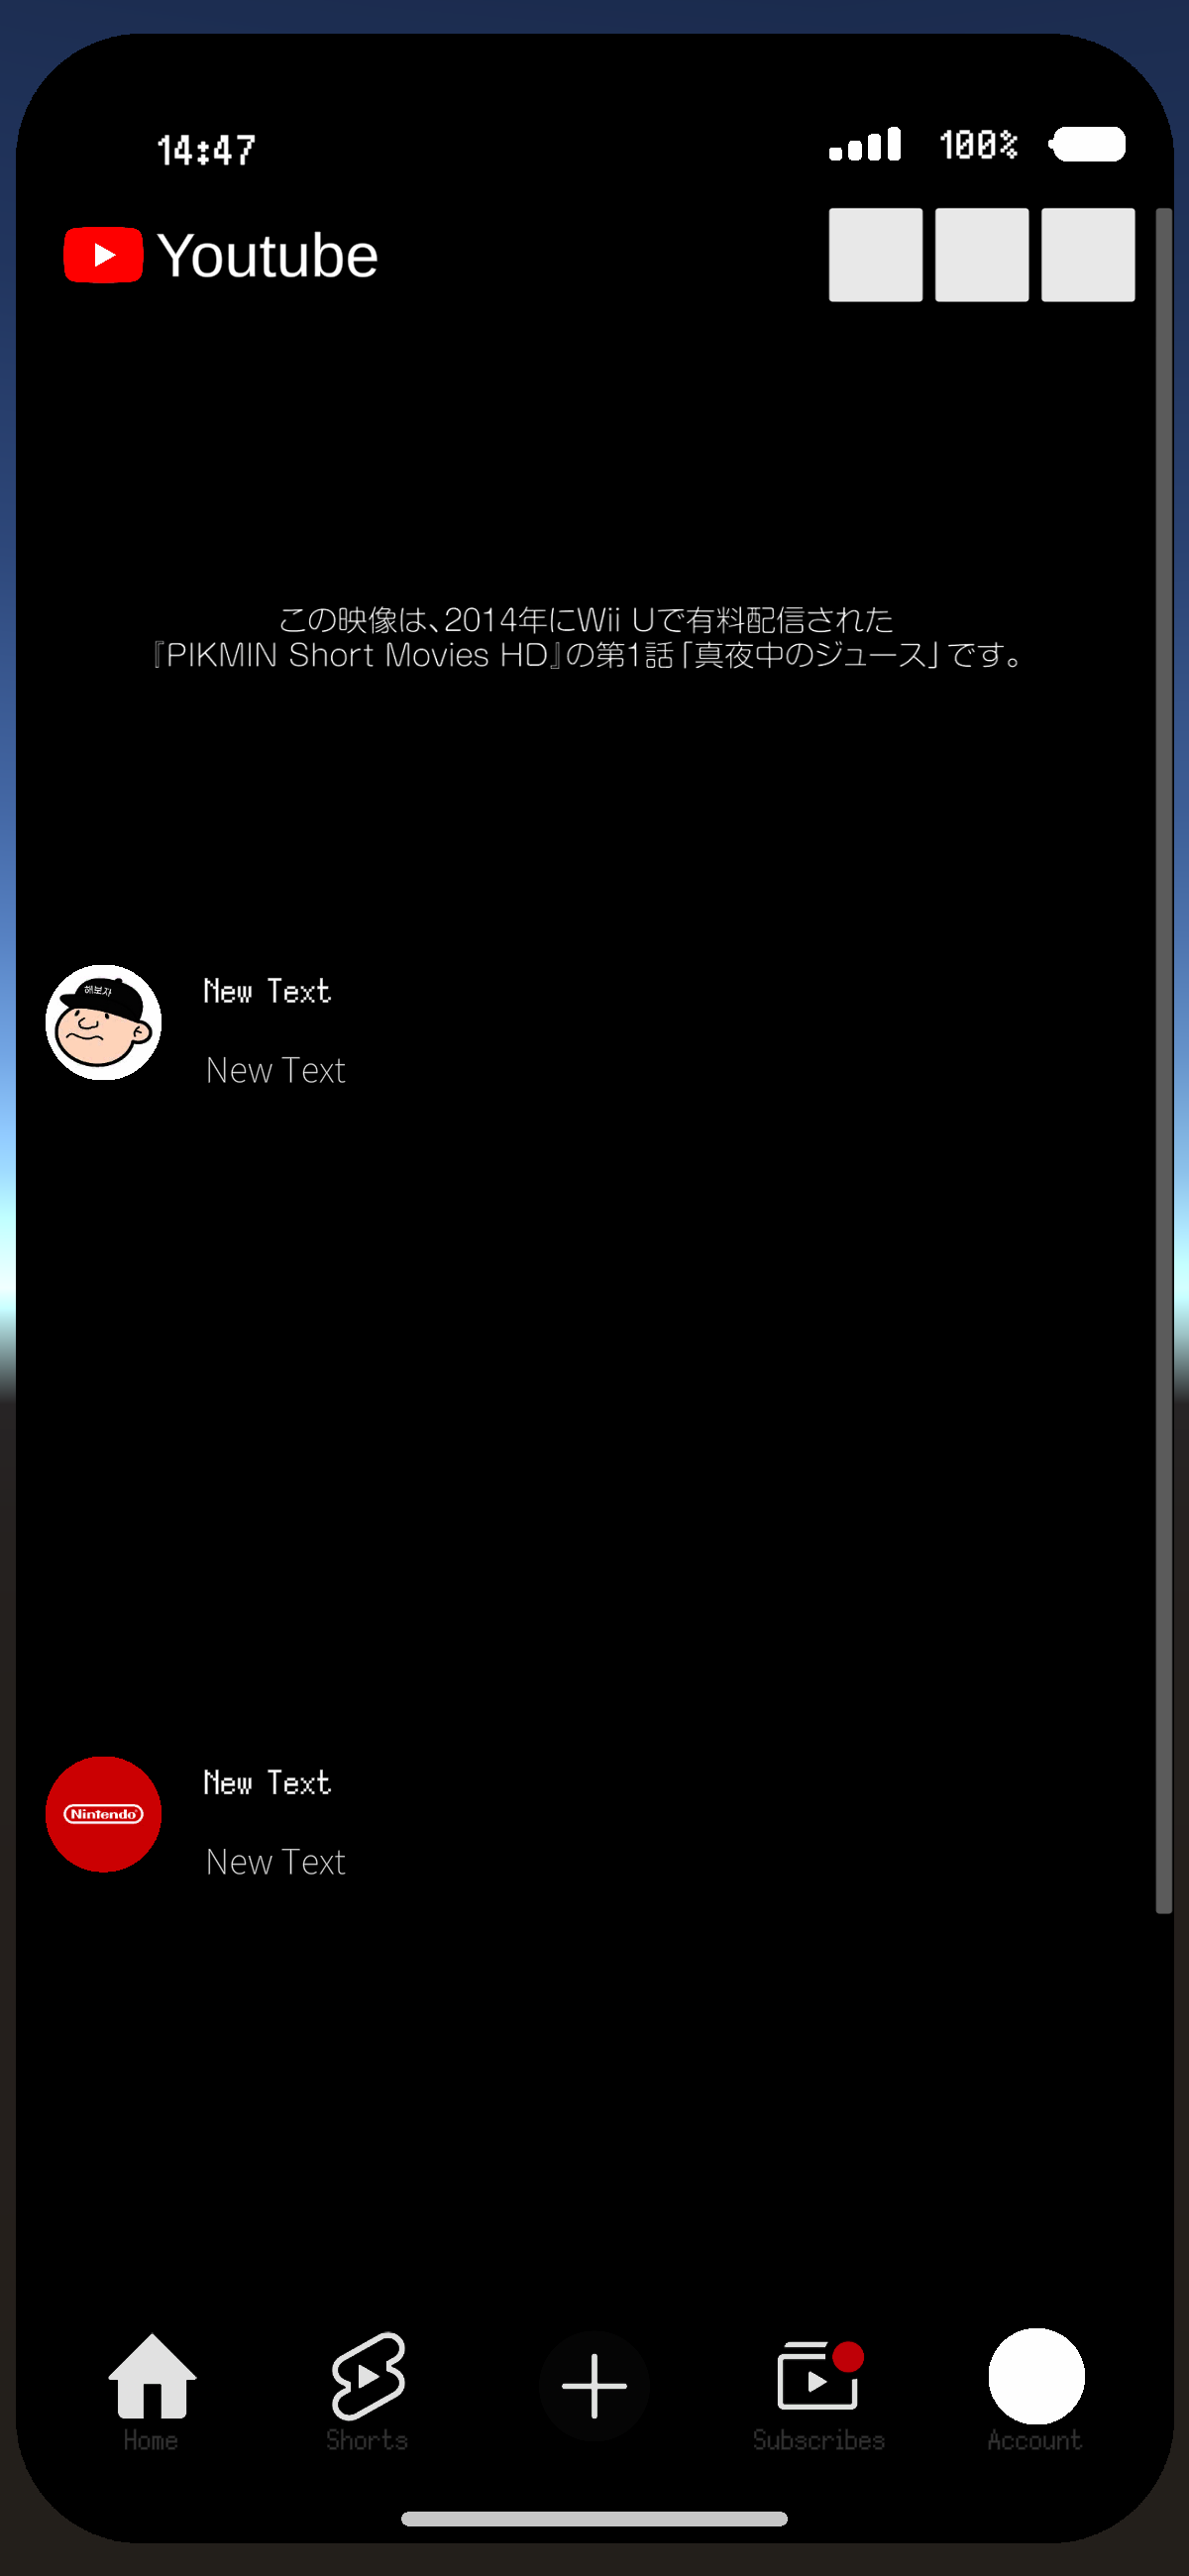 14:47
100%
Youtube
この映像は、2014年にWii Uで有料配信された
『PIKMIN Short Movies HD』の第1話「真夜中のジュース」です。
해보자
New Text
New Text
Nintendo
New Text
New Text
Home
Shorts
Subscribes
Account